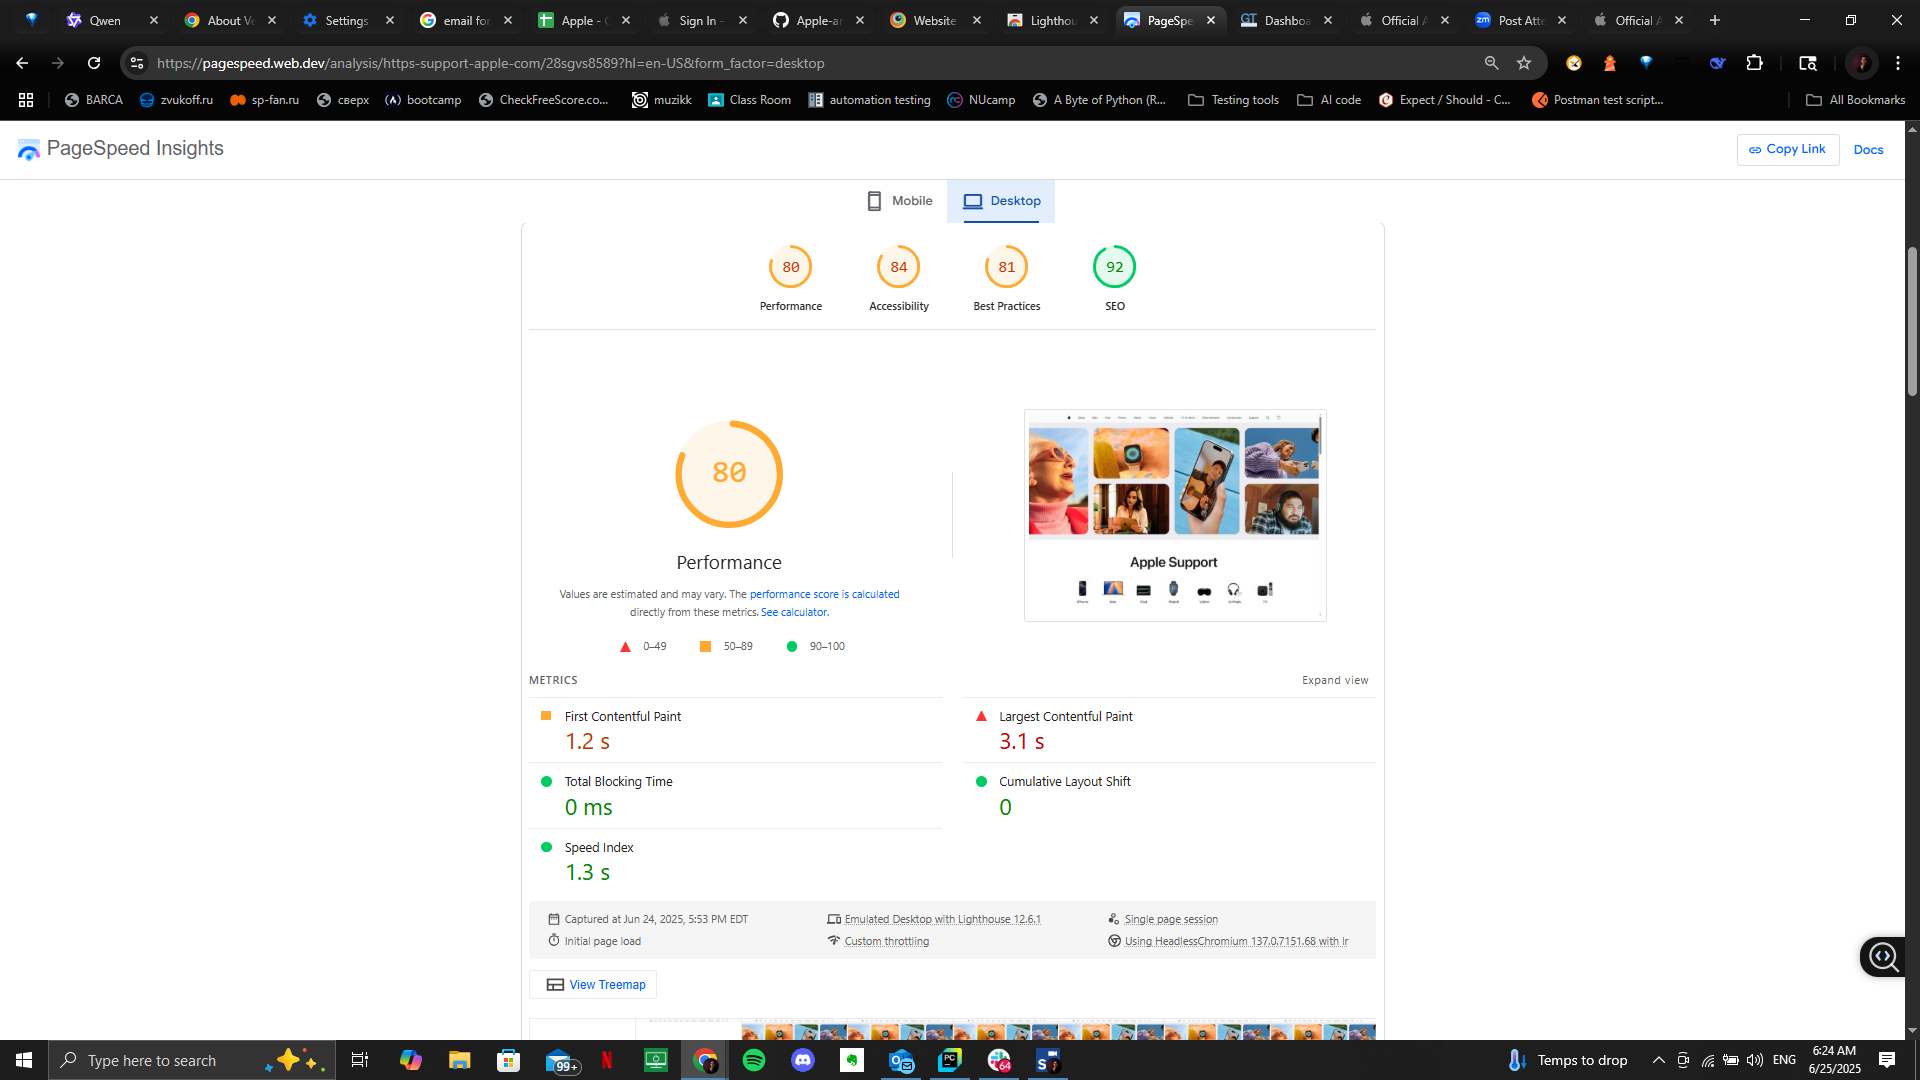 Qwen
About Ve
Settings
email for
Apple - C
Sign In -
Apple-ar
Website
Lighthou
PageSpe
GT Dashboa
Official A
zm Post Atte
Official A
https://pagespeed.web.dev/analysis/https-support-apple-com/28sgvs8589?hl=en-US&form_factor=desktop
BARCA
zvukoff.ru
sp-fan.ru
сверх
(A) bootcamp
CheckFreeScore.co...
muzikk
Class Room
automation testing
NUcamp
A Byte of Python (R...
Testing tools
AI code
Expect / Should - C...
Postman test script...
All Bookmarks
PageSpeed Insights
Copy Link
Docs
Mobile
Desktop
80
84
81
92
Performance
Accessibility
Best Practices
SEO
80
Performance
Values are estimated and may vary. The performance score is calculated
directly from these metrics. See calculator.
0–49
50–89
90–100
Apple Support
METRICS
Expand view
First Contentful Paint
1.2 s
Largest Contentful Paint
3.1 s
Total Blocking Time
0 ms
Cumulative Layout Shift
0
Speed Index
1.3 s
Captured at Jun 24, 2025, 5:53 PM EDT
Emulated Desktop with Lighthouse 12.6.1
Single page session
Initial page load
Custom throttling
Using HeadlessChromium 137.0.7151.68 with lr
View Treemap
Type here to search
99+
PC
64
S
Temps to drop
ENG
6:24 AM
6/25/2025